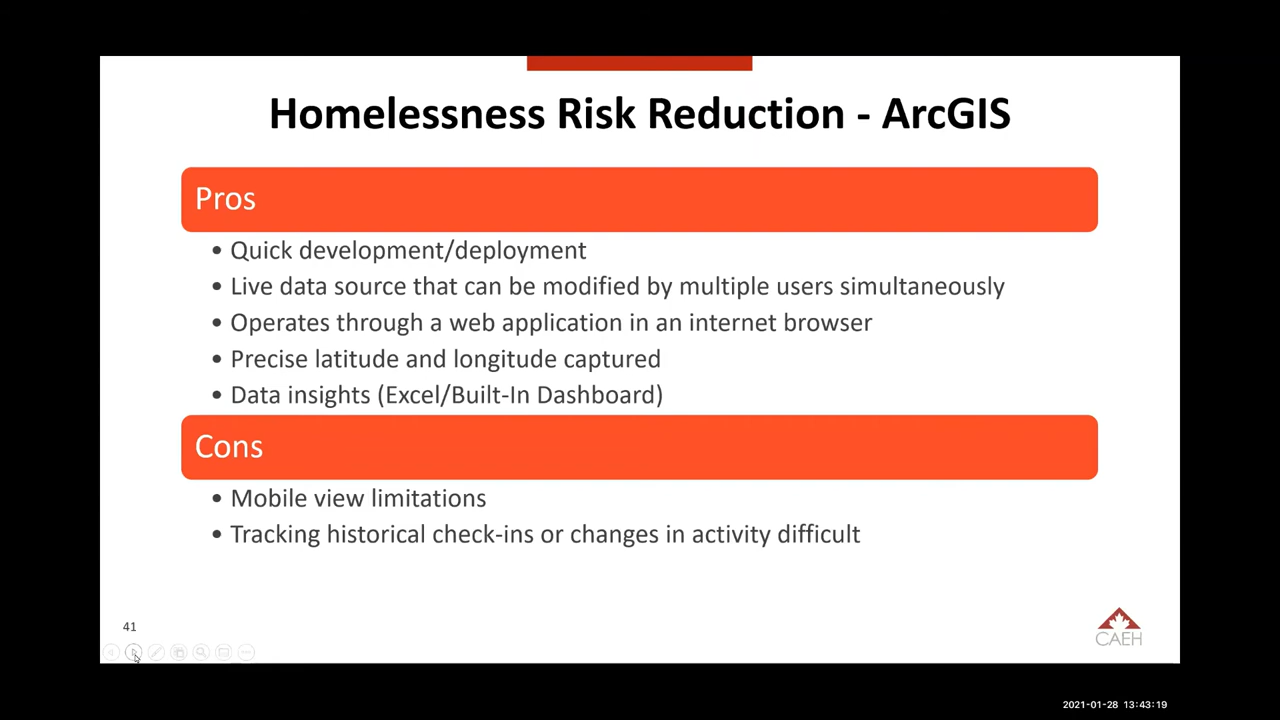 Homelessness Risk Reduction - ArcGIS
Pros
• Quick development/deployment
• Live data source that can be modified by multiple users simultaneously
• Operates through a web application in an internet browser
• Precise latitude and longitude captured
• Data insights (Excel/Built-In Dashboard)
Cons
• Mobile view limitations
• Tracking historical check-ins or changes in activity difficult
41
CAEH
2021-01-28 13:43:19